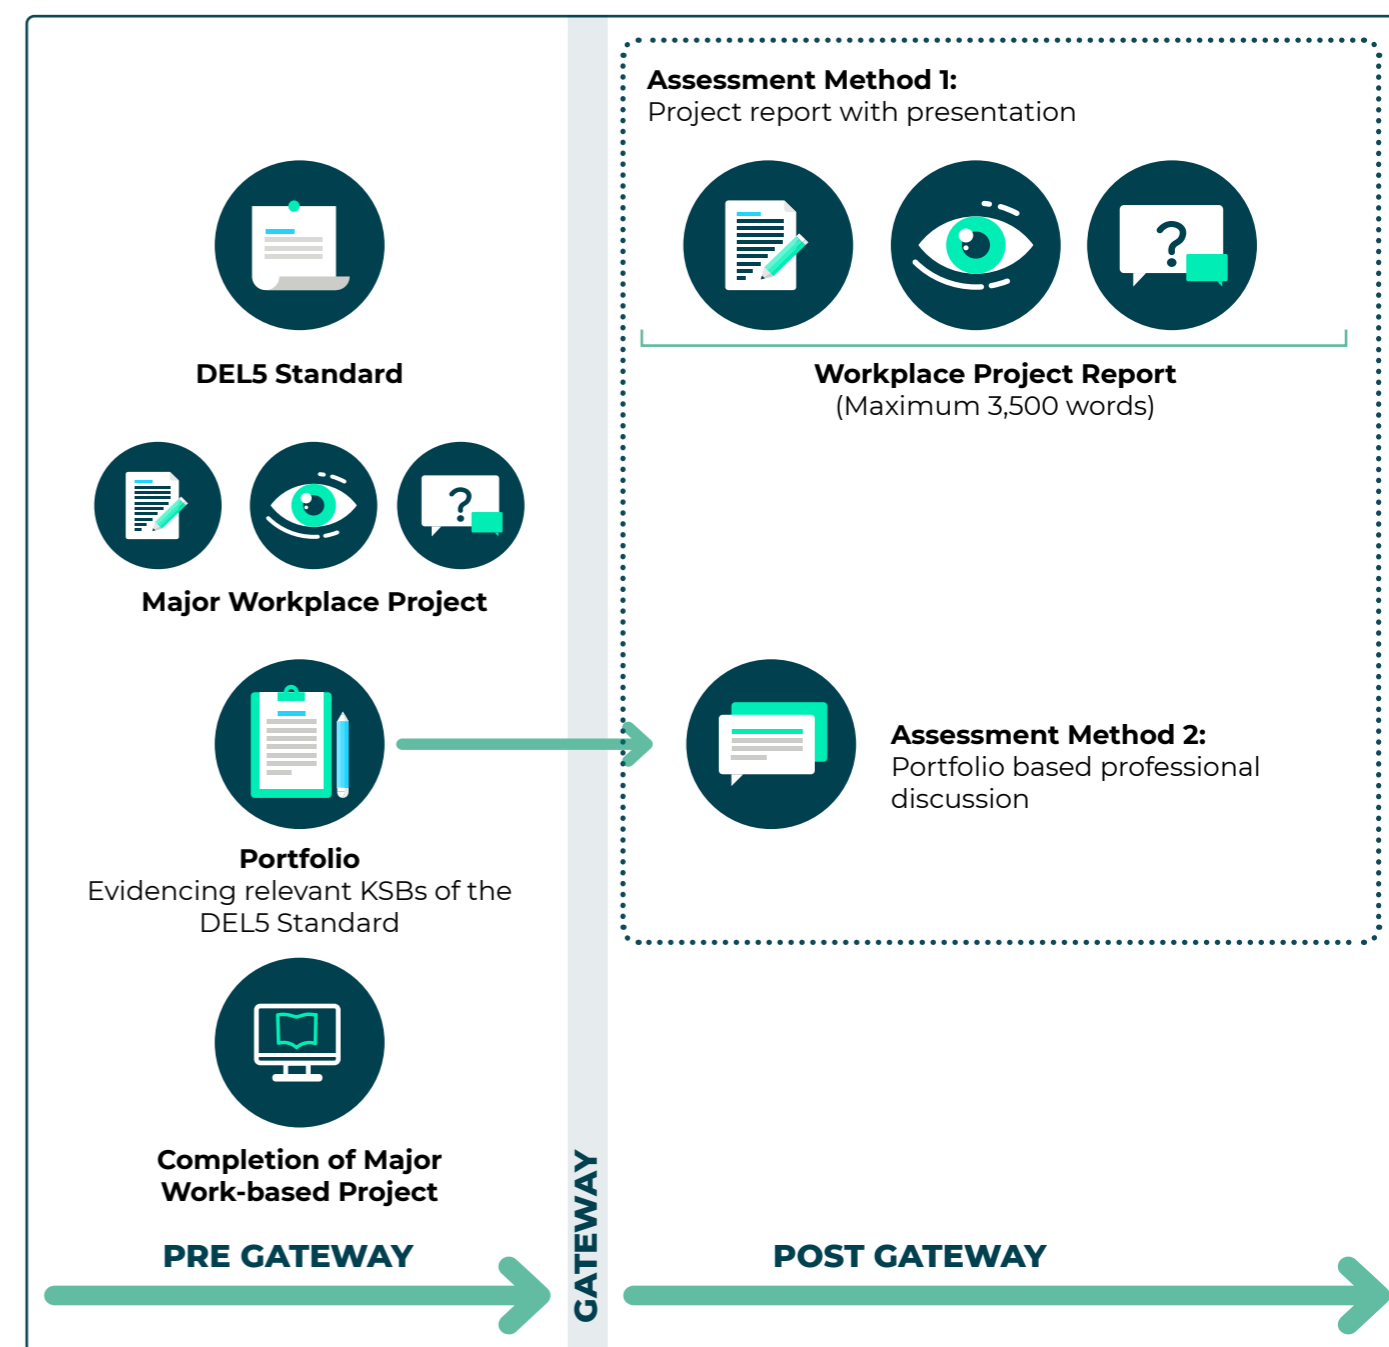 DEL5 Standard
Major Workplace Project
Portfolio
Evidencing relevant KSBs of the
DEL5 Standard
Completion of Major
Work-based Project
PRE GATEWAY
GATEWAY
Assessment Method 1:
Project report with presentation
?
Workplace Project Report
(Maximum 3,500 words)
?
Assessment Method 2:
Portfolio based professional
discussion
POST GATEWAY